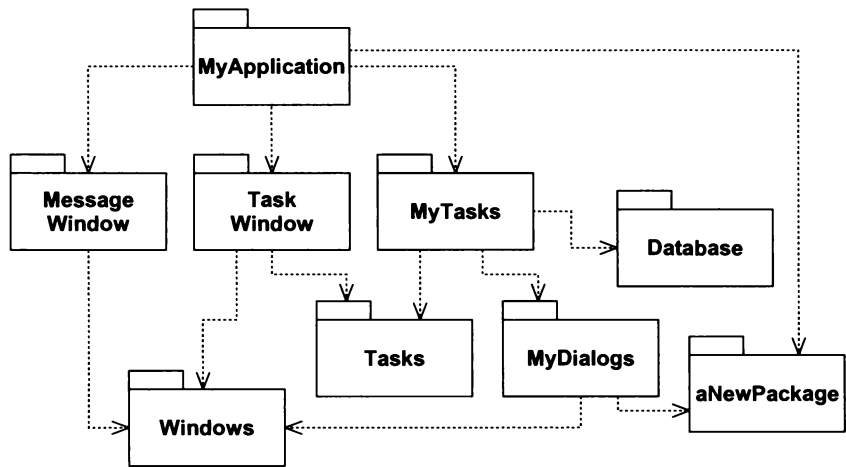 MyApplication
Message
Window
Task
Window
MyTasks
Database
Tasks
MyDialogs
aNewPackage
Windows